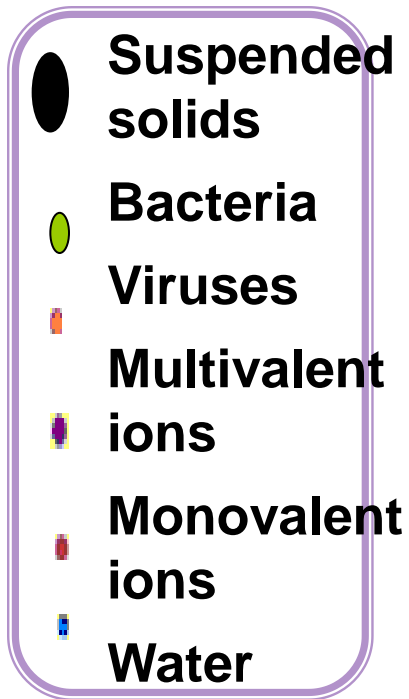 Suspended
solids
Bacteria
Viruses
Multivalent
ions
Monovalent
ions
Water